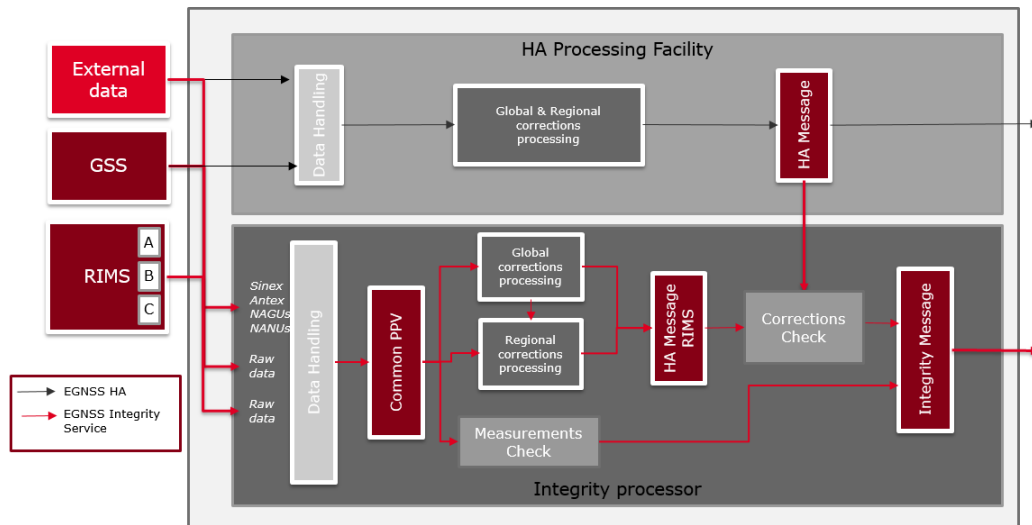 HA Processing Facility
External
data
GSS
RIMS
A
B
C
Data Handling
Global & Regional
corrections
processing
HA Message
Sinex
Antex
NAGUs
NANUs
Raw
data
Raw
data
Data Handling
Common PPV
Global
corrections
processing
Regional
corrections
processing
Measurements
Check
HA Message
RIMS
Corrections
Check
Integrity Message
Integrity processor
EGNSS HA
EGNSS Integrity
Service